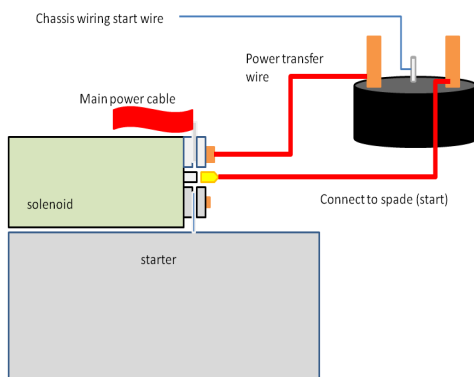 Chassis wiring start wire
Power transfer
wire
Main power cable
Connect to spade (start)
solenoid
starter